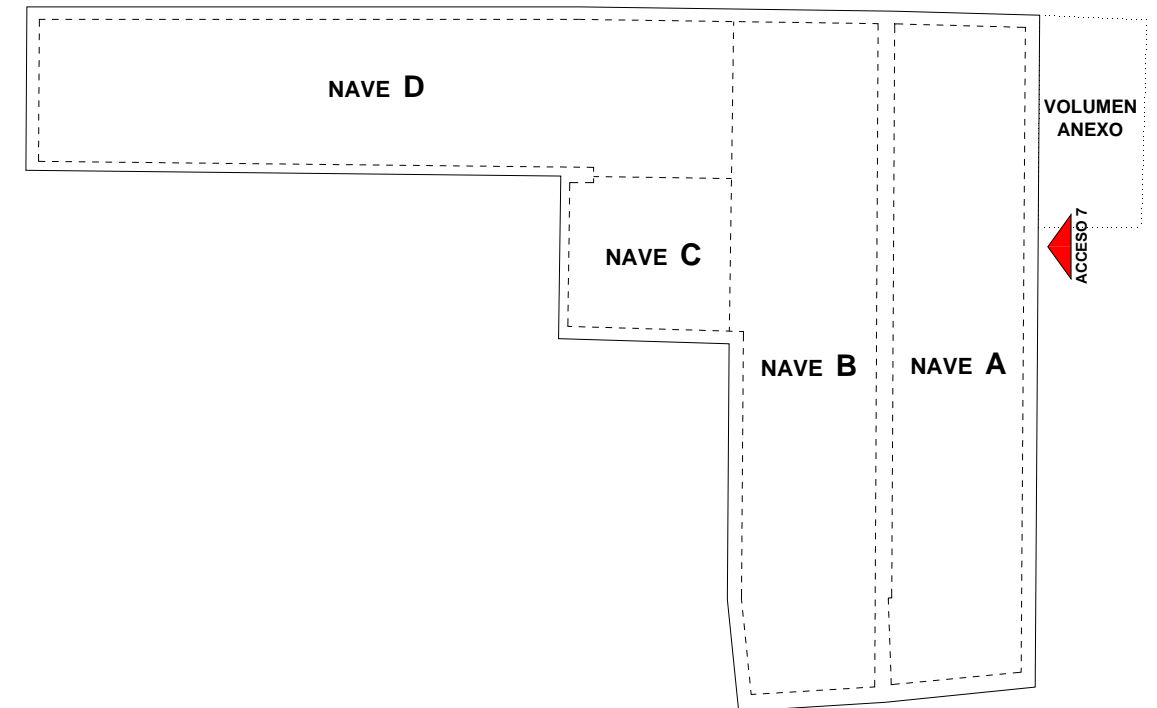 NAVE D
VOLUMEN
ANEXO
ACCESO 7
NAVE C
NAVE B
NAVE A